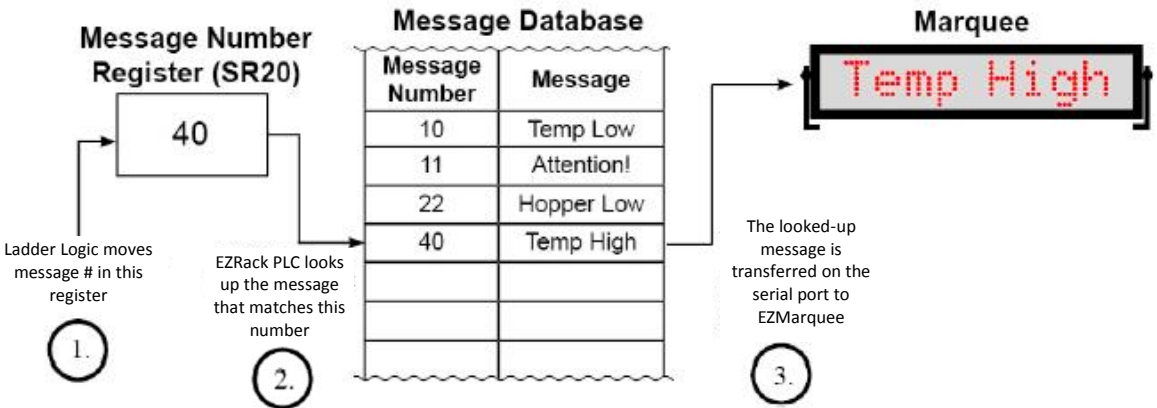 Message Number
Register (SR20)
40
Ladder Logic moves
message # in this
register
1.
EZRack PLC looks
up the message
that matches this
number
2.
Message Database
Message
Number
Message
10 Temp Low
11 Attention!
22 Hopper Low
40 Temp High
Marquee
Temp High
The looked-up
message is
transferred on the
serial port to
EZMarquee
3.